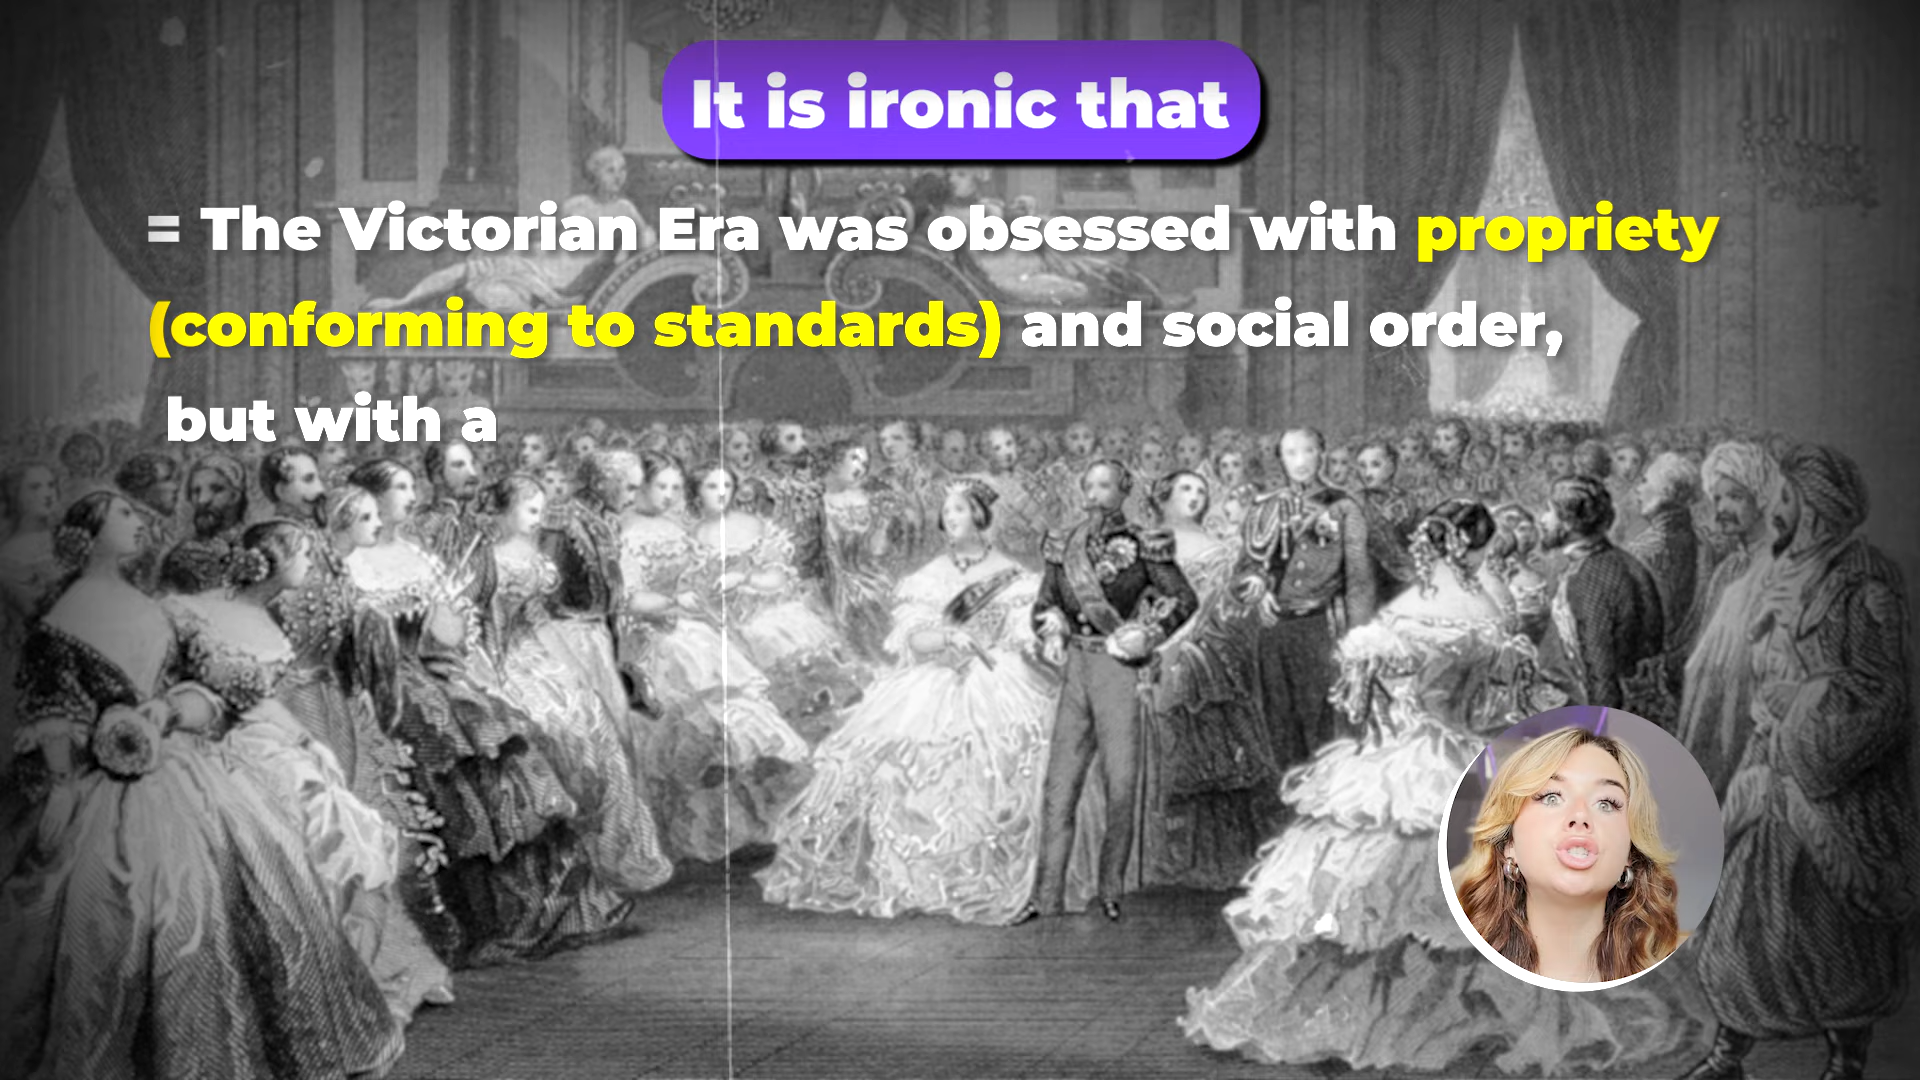 It is ironic that
= The Victorian Era was obsessed with propriety
(conforming to standards) and social order,
but with a